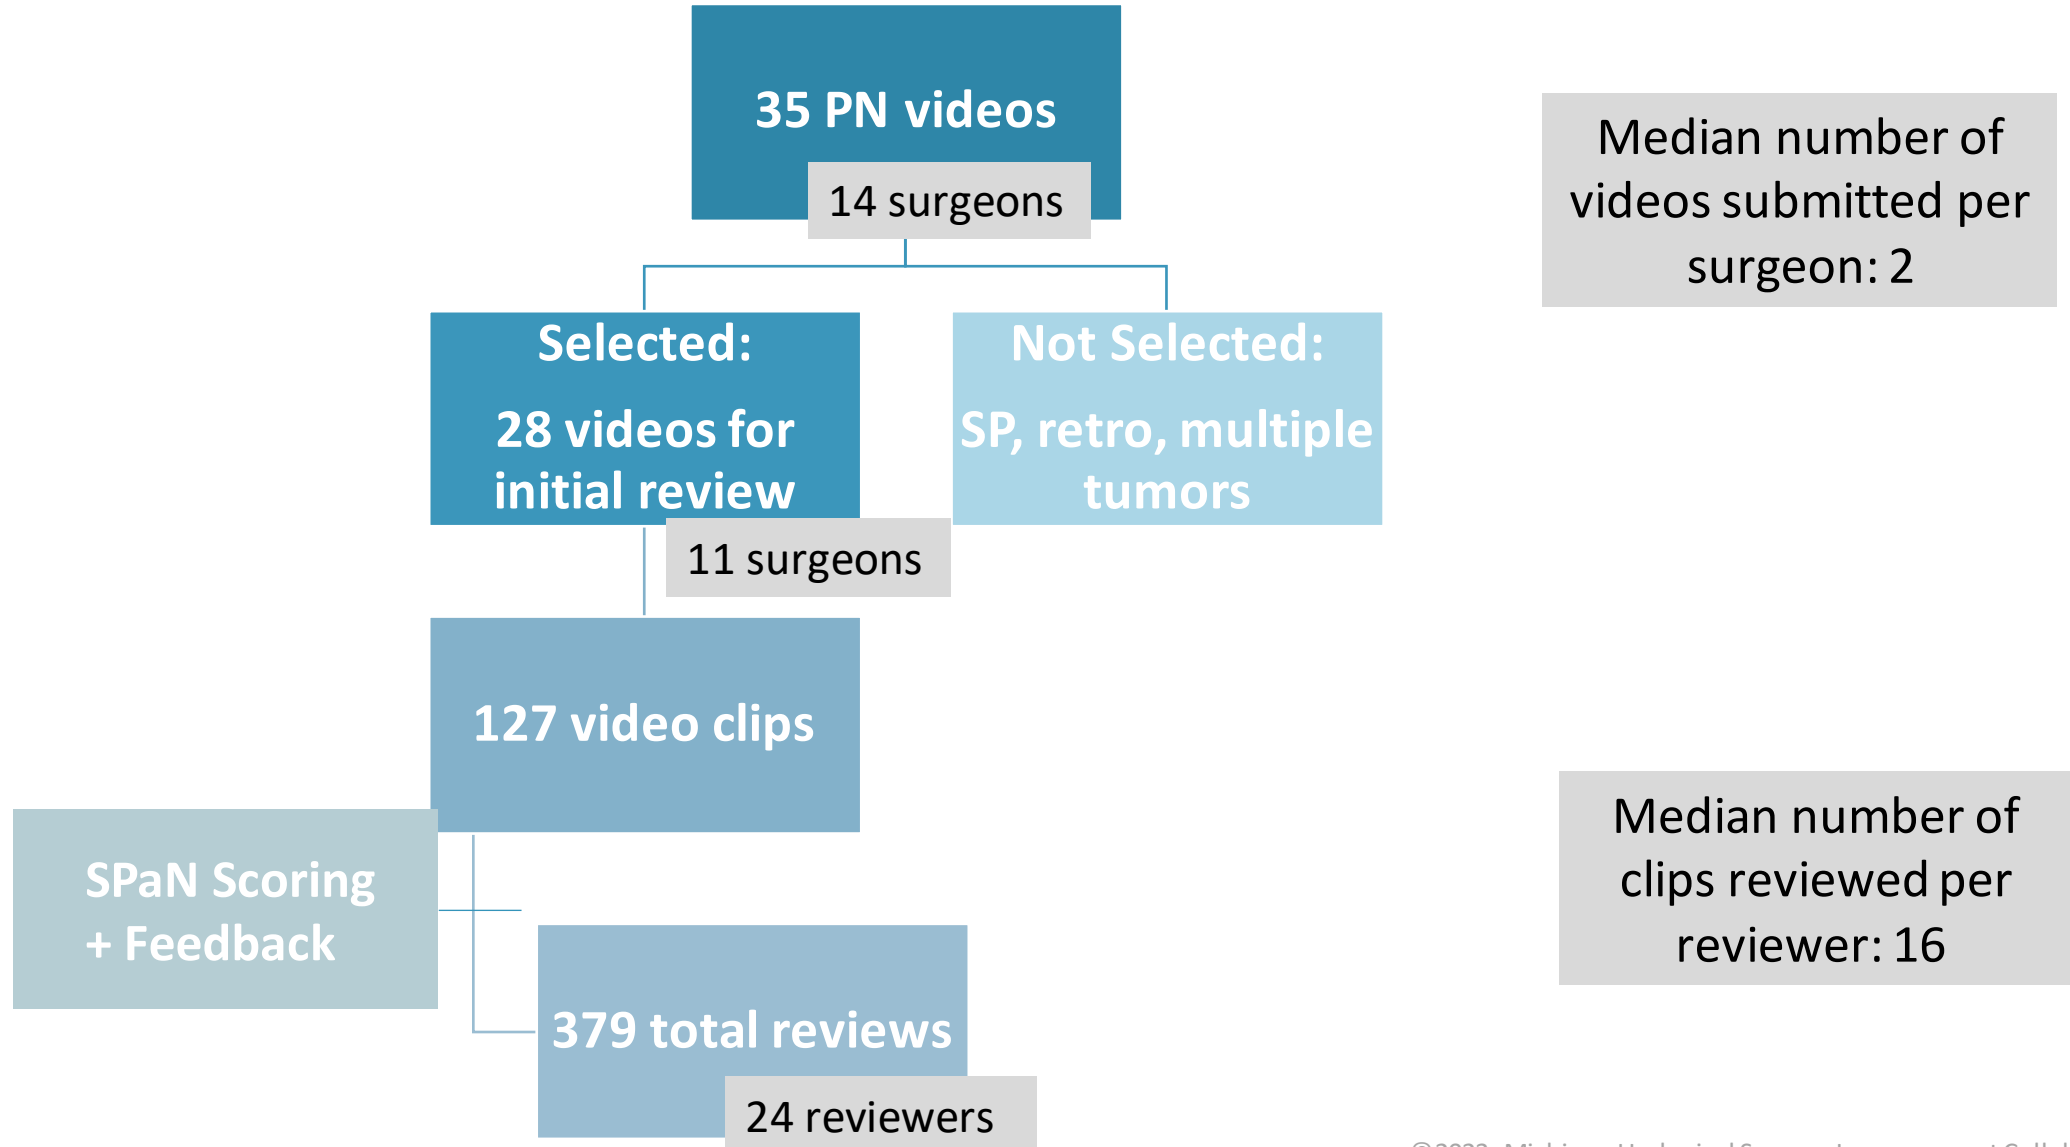 35 PN videos
14 surgeons
Median number of
videos submitted per
surgeon: 2
Selected:
28 videos for
initial review
11 surgeons
Not Selected:
SP, retro, multiple
tumors
127 video clips
SPaN Scoring
+ Feedback
Median number of
clips reviewed per
reviewer: 16
379 total reviews
24 reviewers